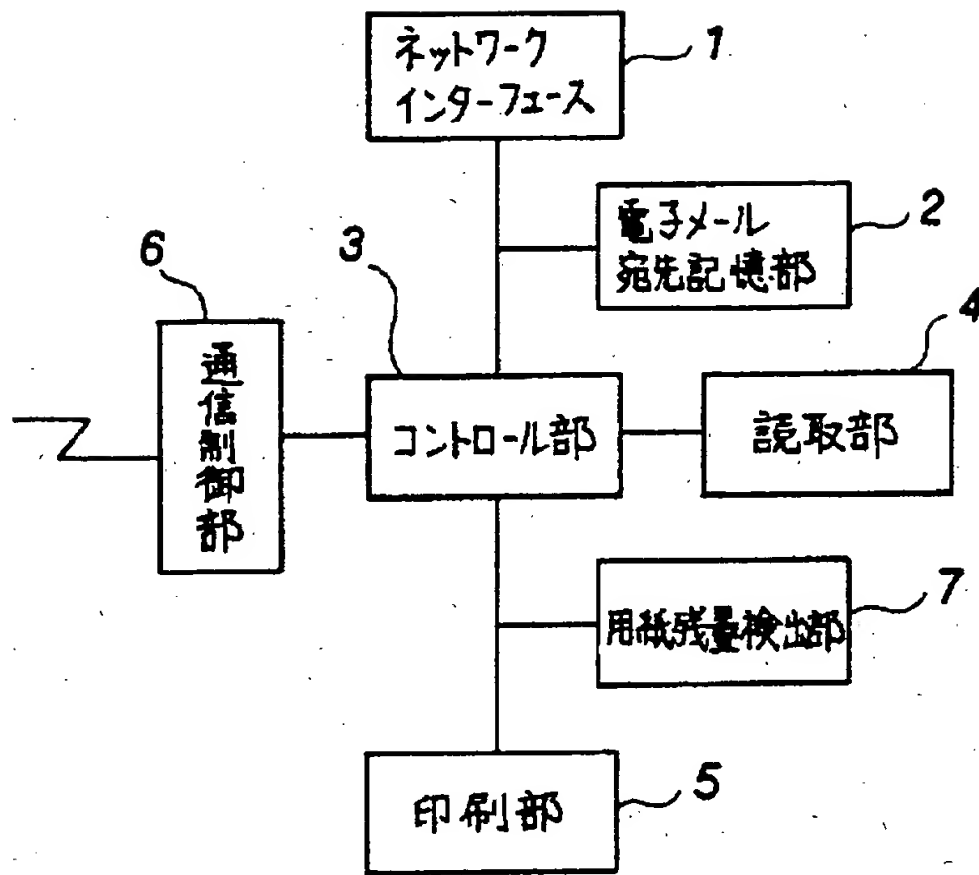 ネットワーク
インターフェース
1
電子メール
宛先記憶部
2
6
通信制御部
3
コントロール部
4
読取部
用紙残量検出部
7
印刷部
5